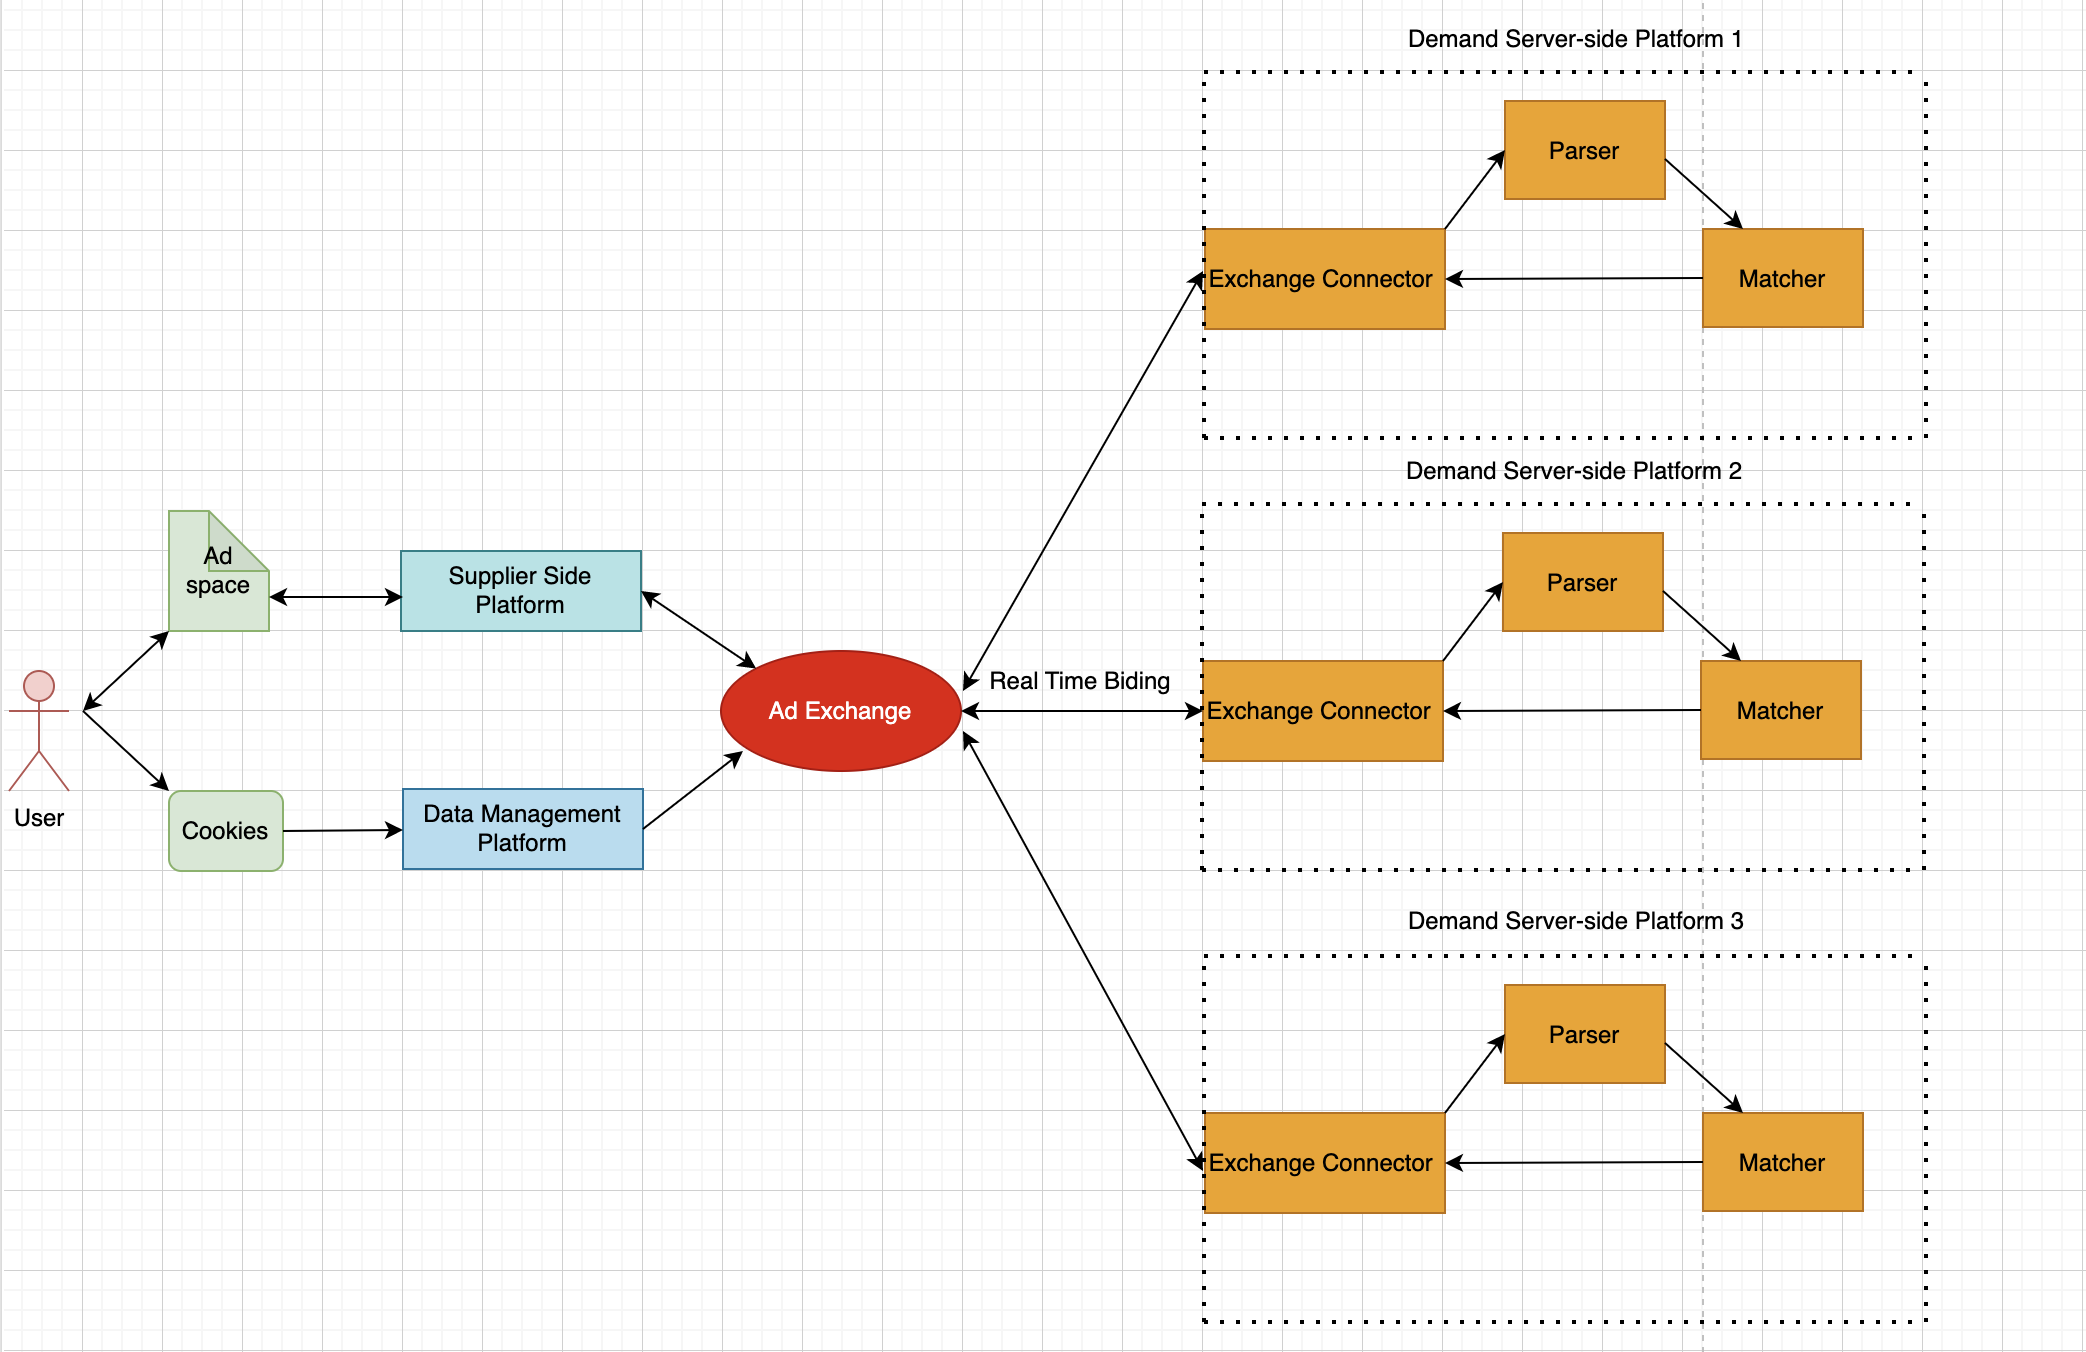 Demand Server-side Platform 1
Parser
Exchange Connector
Matcher
Demand Server-side Platform 2
Ad
space
Supplier Side
Platform
Parser
User
Ad Exchange
Real Time Biding
Exchange Connector
Matcher
Cookies
Data Management
Platform
Demand Server-side Platform 3
Parser
Exchange Connector
Matcher